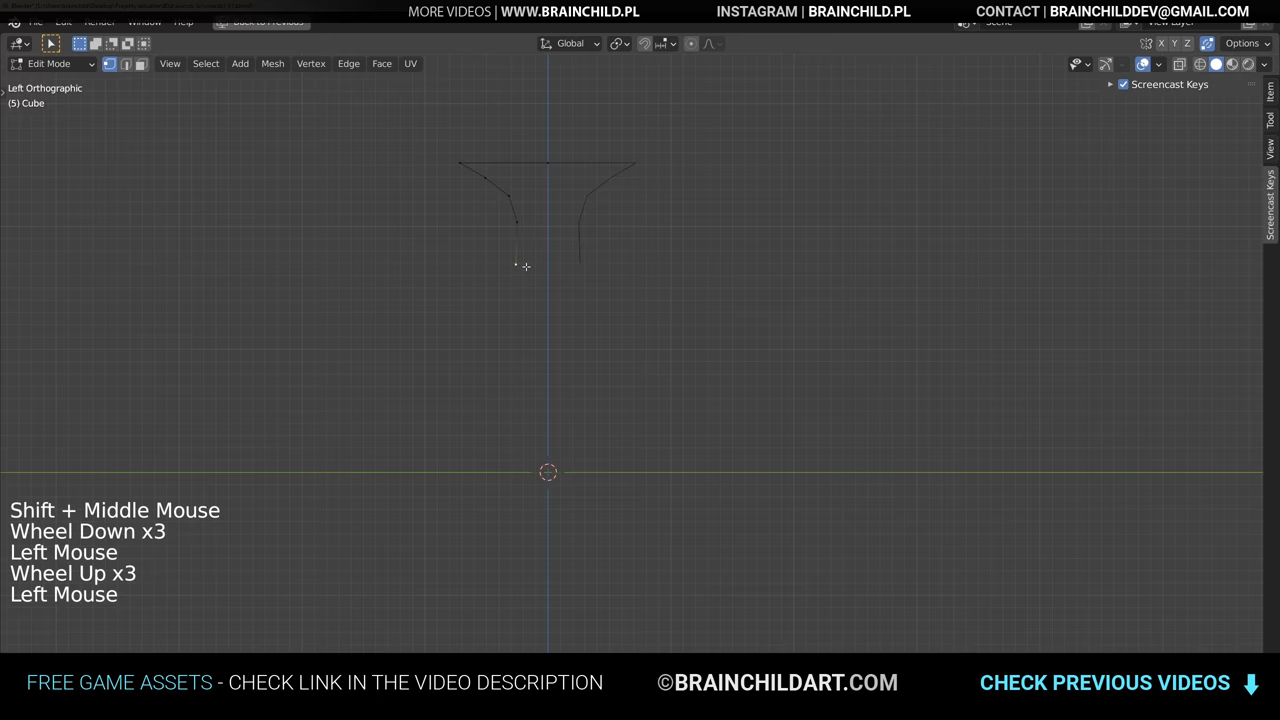 MORE VIDEOS | WWW.BRAINCHILD.PL
INSTAGRAM | BRAINCHILD.PL
CONTACT | BRAINCHILDDEV@GMAIL.COM
Global
Options
Edit Mode
View
Select
Add
Mesh
Vertex
Edge
Face
UV
X
Y
Z
Left Orthographic
(5) Cube
Screencast Keys
Item
Tool
View
Screencast Keys
Shift + Middle Mouse
Wheel Down x3
Left Mouse
Wheel Up x3
Left Mouse
FREE GAME ASSETS - CHECK LINK IN THE VIDEO DESCRIPTION
©BRAINCHILDART.COM
CHECK PREVIOUS VIDEOS